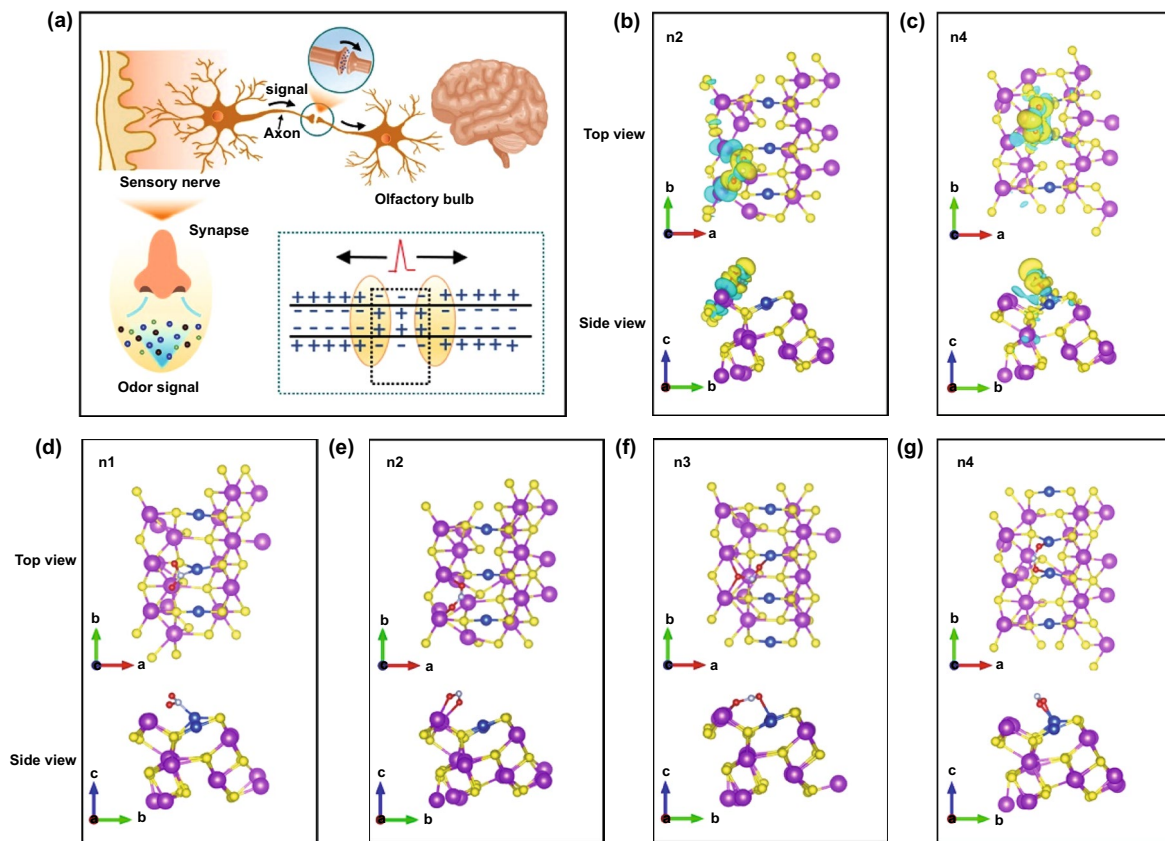 (a)
signal
Axon
Sensory nerve
Olfactory bulb
Synapse
Odor signal
+++++ - - - +++++
- - - - - + + + - - - - -
- - - - - + + + - - - - -
+++++ - - - +++++
(b)
n2
Top view
b
a
c
Side view
c
b
a
(c)
n4
b
a
c
c
b
a
(d)
n1
Top view
b
a
c
Side view
c
b
a
(e)
n2
b
a
c
c
b
a
(f)
n3
b
a
c
c
b
a
(g)
n4
b
a
c
c
b
a